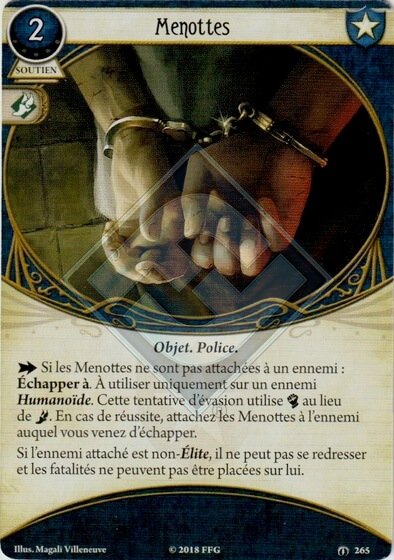 2
Menottes
SOUTIEN
Objet. Police.
Si les Menottes ne sont pas attachées à un ennemi :
Échapper à. À utiliser uniquement sur un ennemi
Humanoïde. Cette tentative d'évasion utilise au lieu
de . En cas de réussite, attachez les Menottes à l'ennemi
auquel vous venez d'échapper.
Si l'ennemi attaché est non-Élite, il ne peut pas se redresser
et les fatalités ne peuvent pas être placées sur lui.
Illus. Magali Villeneuve © 2018 FFG 265